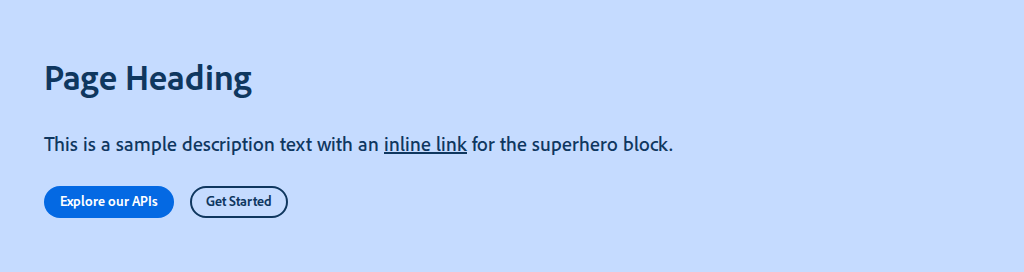 Page Heading
This is a sample description text with an inline link for the superhero block.
Explore our APIs
Get Started